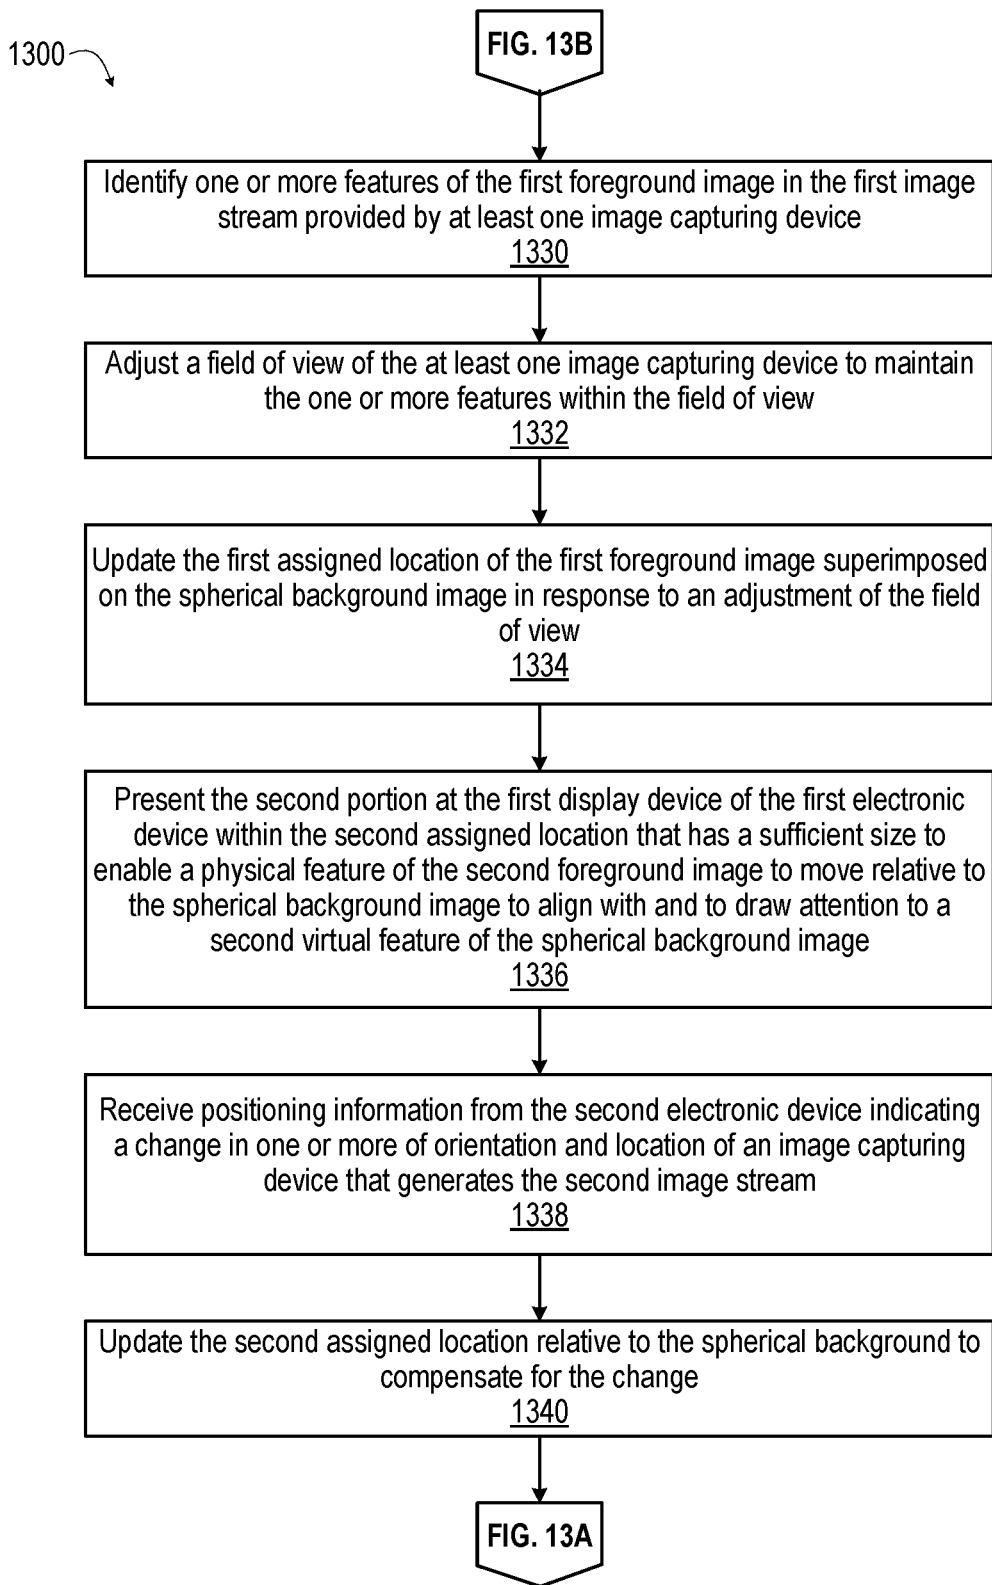 1300
FIG. 13B
Identify one or more features of the first foreground image in the first image
stream provided by at least one image capturing device
1330
Adjust a field of view of the at least one image capturing device to maintain
the one or more features within the field of view
1332
Update the first assigned location of the first foreground image superimposed
on the spherical background image in response to an adjustment of the field
of view
1334
Present the second portion at the first display device of the first electronic
device within the second assigned location that has a sufficient size to
enable a physical feature of the second foreground image to move relative to
the spherical background image to align with and to draw attention to a
second virtual feature of the spherical background image
1336
Receive positioning information from the second electronic device indicating
a change in one or more of orientation and location of an image capturing
device that generates the second image stream
1338
Update the second assigned location relative to the spherical background to
compensate for the change
1340
FIG. 13A